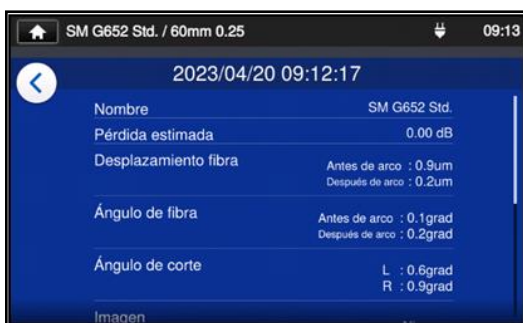 SM G652 Std. / 60mm 0.25
09:13
2023/04/20 09:12:17
Nombre
SM G652 Std.
Pérdida estimada
0.00 dB
Desplazamiento fibra
Antes de arco : 0.9um
Después de arco : 0.2um
Ángulo de fibra
Antes de arco : 0.1grad
Después de arco : 0.2grad
Ángulo de corte
L : 0.6grad
R : 0.9grad
Imagen